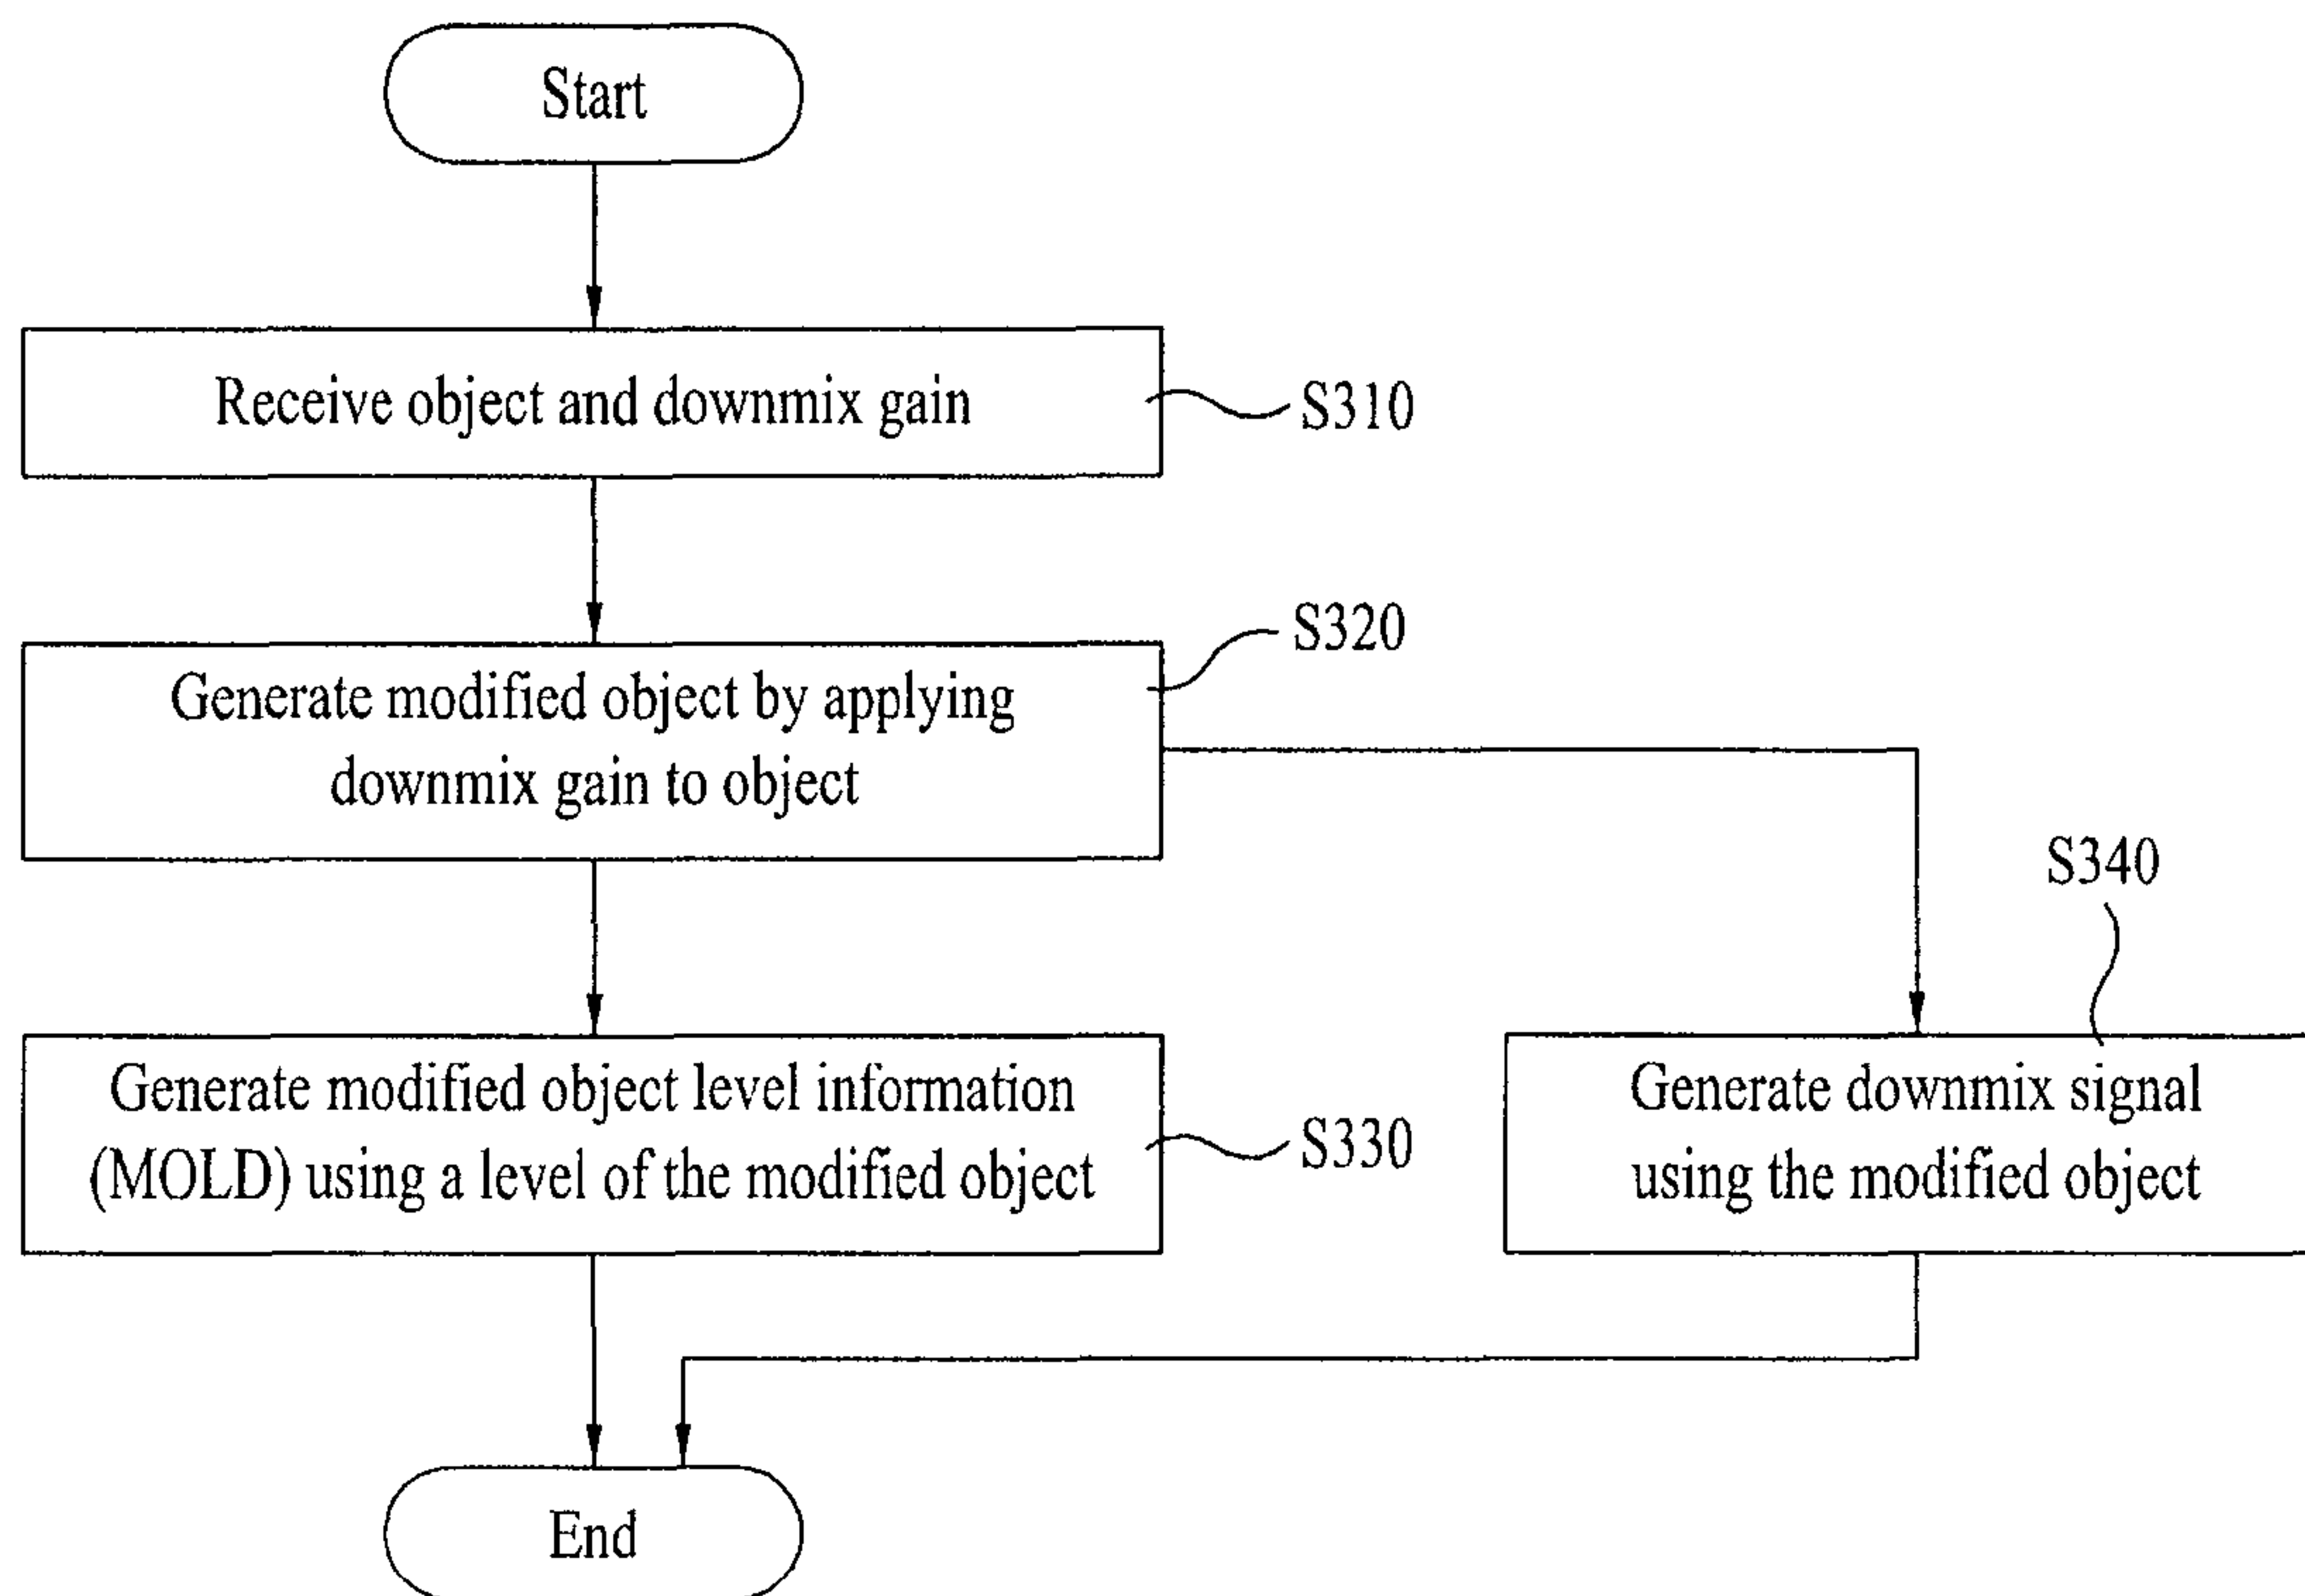 Start
Receive object and downmix gain
S310
S320
Generate modified object by applying
downmix gain to object
S340
Generate modified object level information
(MOLD) using a level of the modified object
S330
Generate downmix signal
using the modified object
End